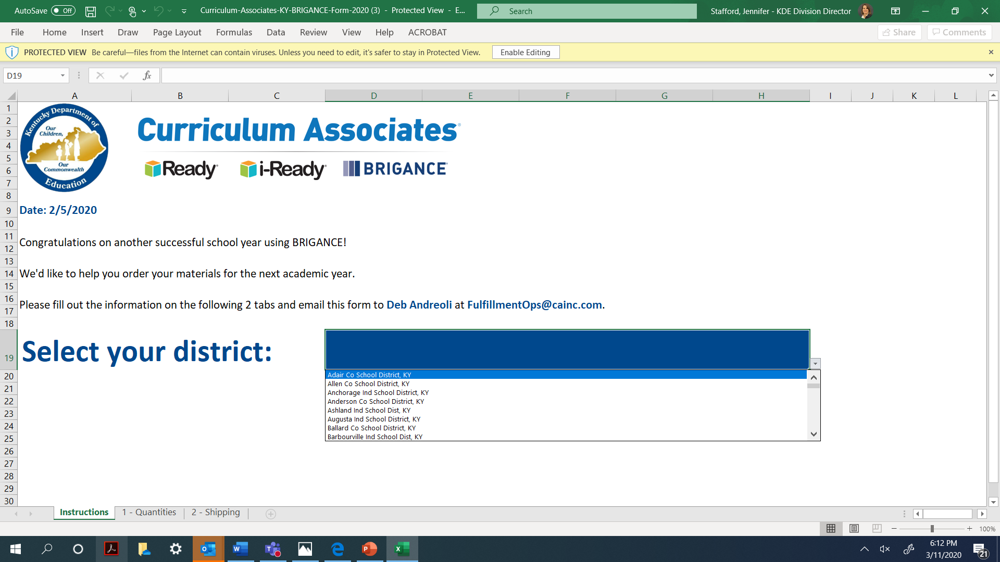 AutoSave Off Curriculum-Associates-KY-BRIGANCE-Form-2020 (3) - Protected View - E... Search Stafford, Jennifer - KDE Division Director
File Home Insert Draw Page Layout Formulas Data Review View Help ACROBAT Share Comments
PROTECTED VIEW Be careful—files from the Internet can contain viruses. Unless you need to edit, it's safer to stay in Protected View. Enable Editing
D19 fx
A B C D E F G H I J K L
1
2
3
4
5
6
7
8
9
10
11
12
13
14
15
16
17
18
19
20
21
22
23
24
25
26
27
28
29
30
Kentucky Department of
Our
Children,
Our
Commonwealth
Education
Curriculum Associates®
Ready® i-Ready® BRIGANCE®
Date: 2/5/2020
Congratulations on another successful school year using BRIGANCE!
We'd like to help you order your materials for the next academic year.
Please fill out the information on the following 2 tabs and email this form to Deb Andreoli at FulfillmentOps@cainc.com.
Select your district:
Adair Co School District, KY
Allen Co School District, KY
Anchorage Ind School District, KY
Anderson Co School District, KY
Ashland Ind School Dist, KY
Augusta Ind School District, KY
Ballard Co School District, KY
Barbourville Ind School Dist, KY
Instructions 1 - Quantities 2 - Shipping
100%
6:12 PM
3/11/2020
21